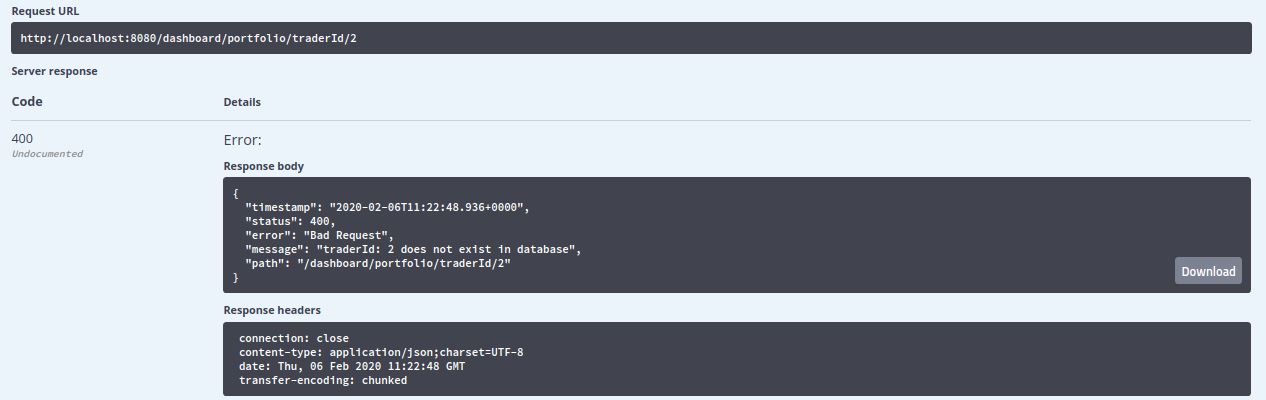 Request URL
http://localhost:8080/dashboard/portfolio/traderId/2
Server response
Code Details
400 Error:
Undocumented
Response body
{
  "timestamp": "2020-02-06T11:22:48.936+0000",
  "status": 400,
  "error": "Bad Request",
  "message": "traderId: 2 does not exist in database",
  "path": "/dashboard/portfolio/traderId/2"
}
Download
Response headers
connection: close
content-type: application/json;charset=UTF-8
date: Thu, 06 Feb 2020 11:22:48 GMT
transfer-encoding: chunked